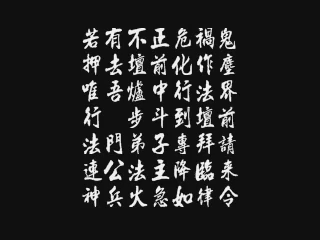 若有不正危禍鬼
押去壇前化作塵
唯吾爐中行法界
行 步斗到壇前
法門弟子專拜請
連公法主降臨來
神兵火急如律令